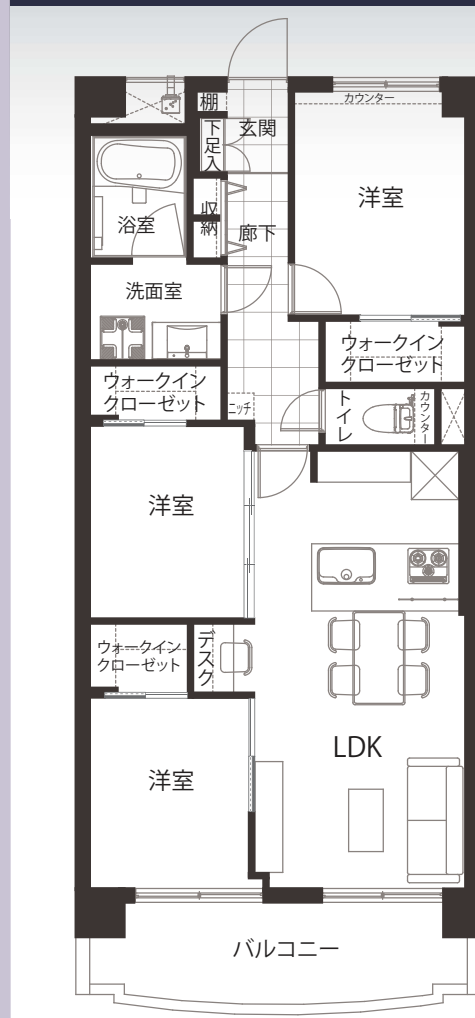 棚
玄関
カウンター
下足入
洋室
収納
廊下
浴室
洗面室
ウォークイン
クローゼット
ウォークイン
クローゼット
ニッチ
トイレ
カウンター
洋室
デスク
ウォークイン
クローゼット
LDK
洋室
バルコニー